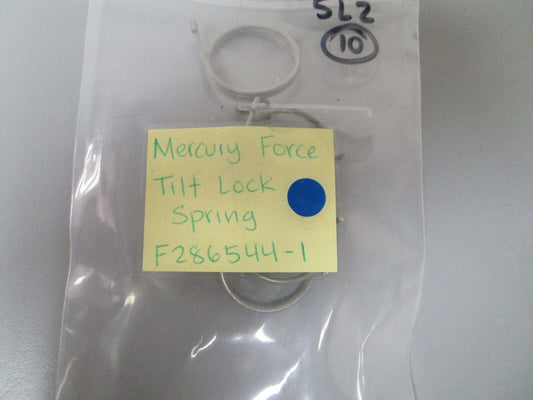 5L2
10
Mercury Force
Tilt Lock
Spring
F286544-1